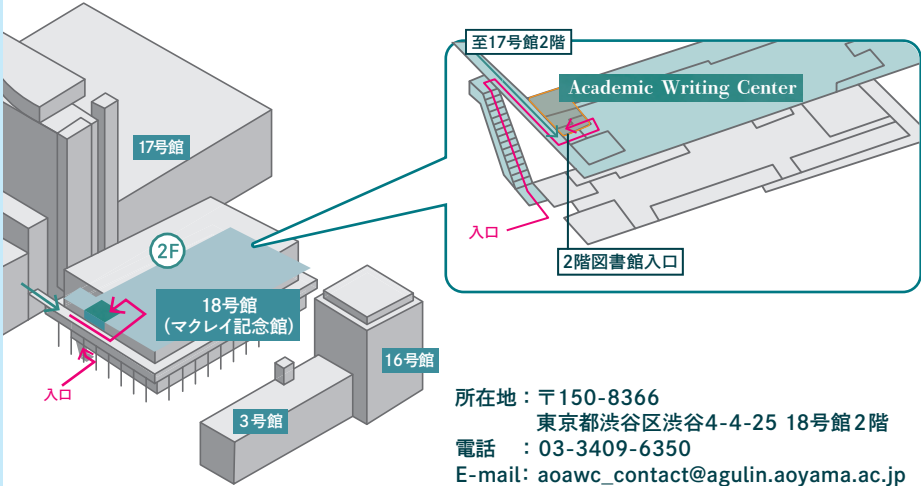 至17号館2階
Academic Writing Center
入口
2階図書館入口
17号館
2F
18号館
(マクレイ記念館)
入口
16号館
3号館
所在地：〒150-8366
東京都渋谷区渋谷4-4-25 18号館2階
電話　：03-3409-6350
E-mail: aoawc_contact@agulin.aoyama.ac.jp